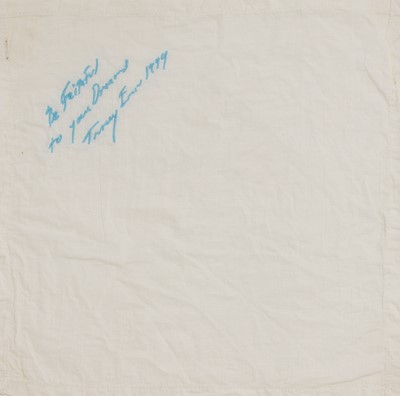 Be Faithful
to your Dreams
Tracey Emin 1994